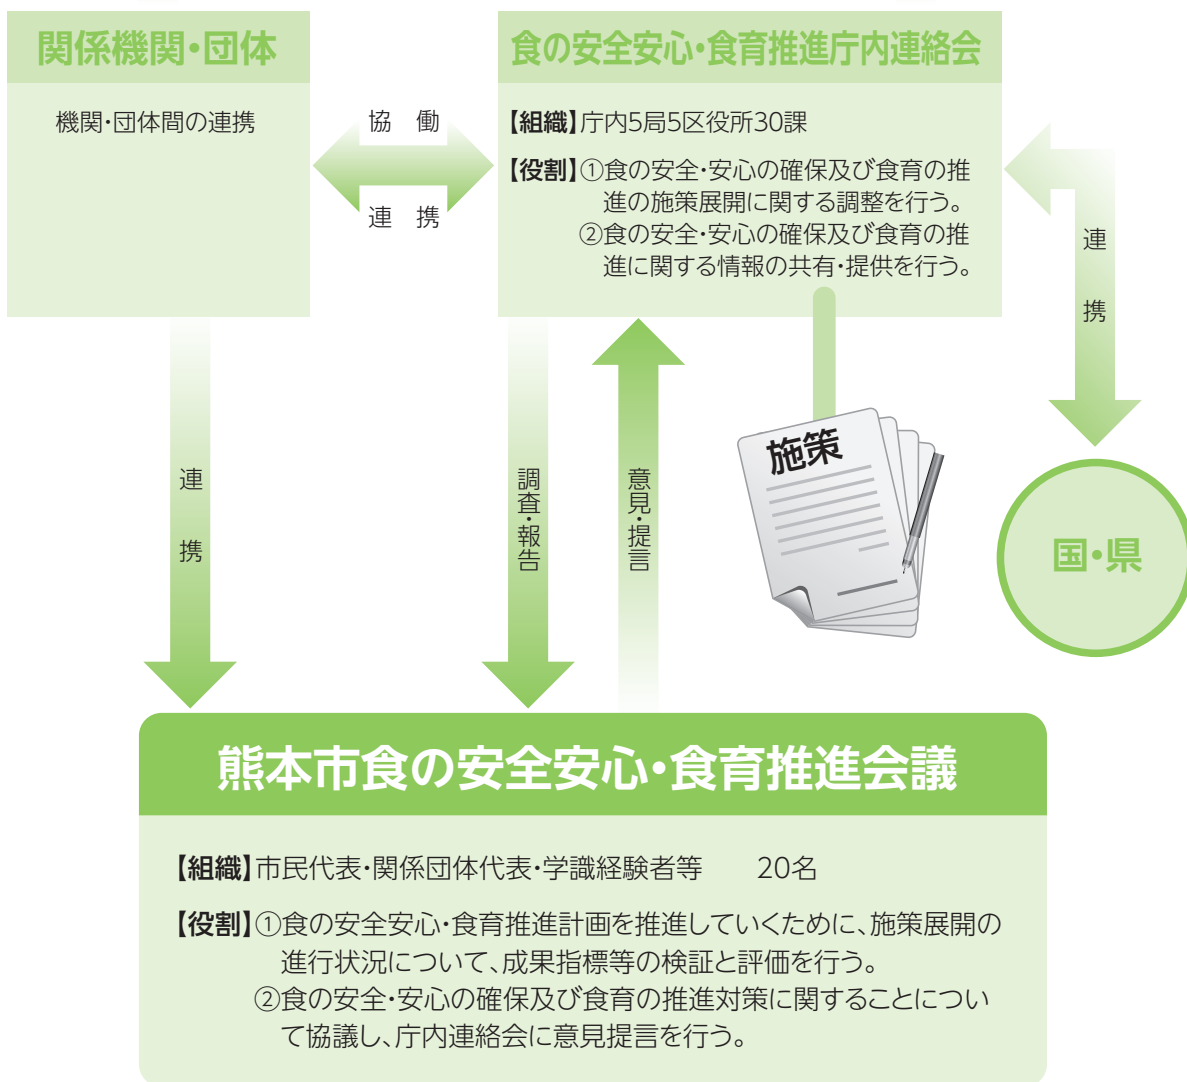 関係機関・団体
機関・団体間の連携
協 働
連 携
食の安全安心・食育推進庁内連絡会
【組織】庁内5局5区役所30課
【役割】①食の安全・安心の確保及び食育の推
進の施策展開に関する調整を行う。
②食の安全・安心の確保及び食育の推
進に関する情報の共有・提供を行う。
連 携
連 携
調査・報告
意見・提言
施策
国・県
熊本市食の安全安心・食育推進会議
【組織】市民代表・関係団体代表・学識経験者等 20名
【役割】①食の安全安心・食育推進計画を推進していくために、施策展開の
進行状況について、成果指標等の検証と評価を行う。
②食の安全・安心の確保及び食育の推進対策に関することについ
て協議し、庁内連絡会に意見提言を行う。